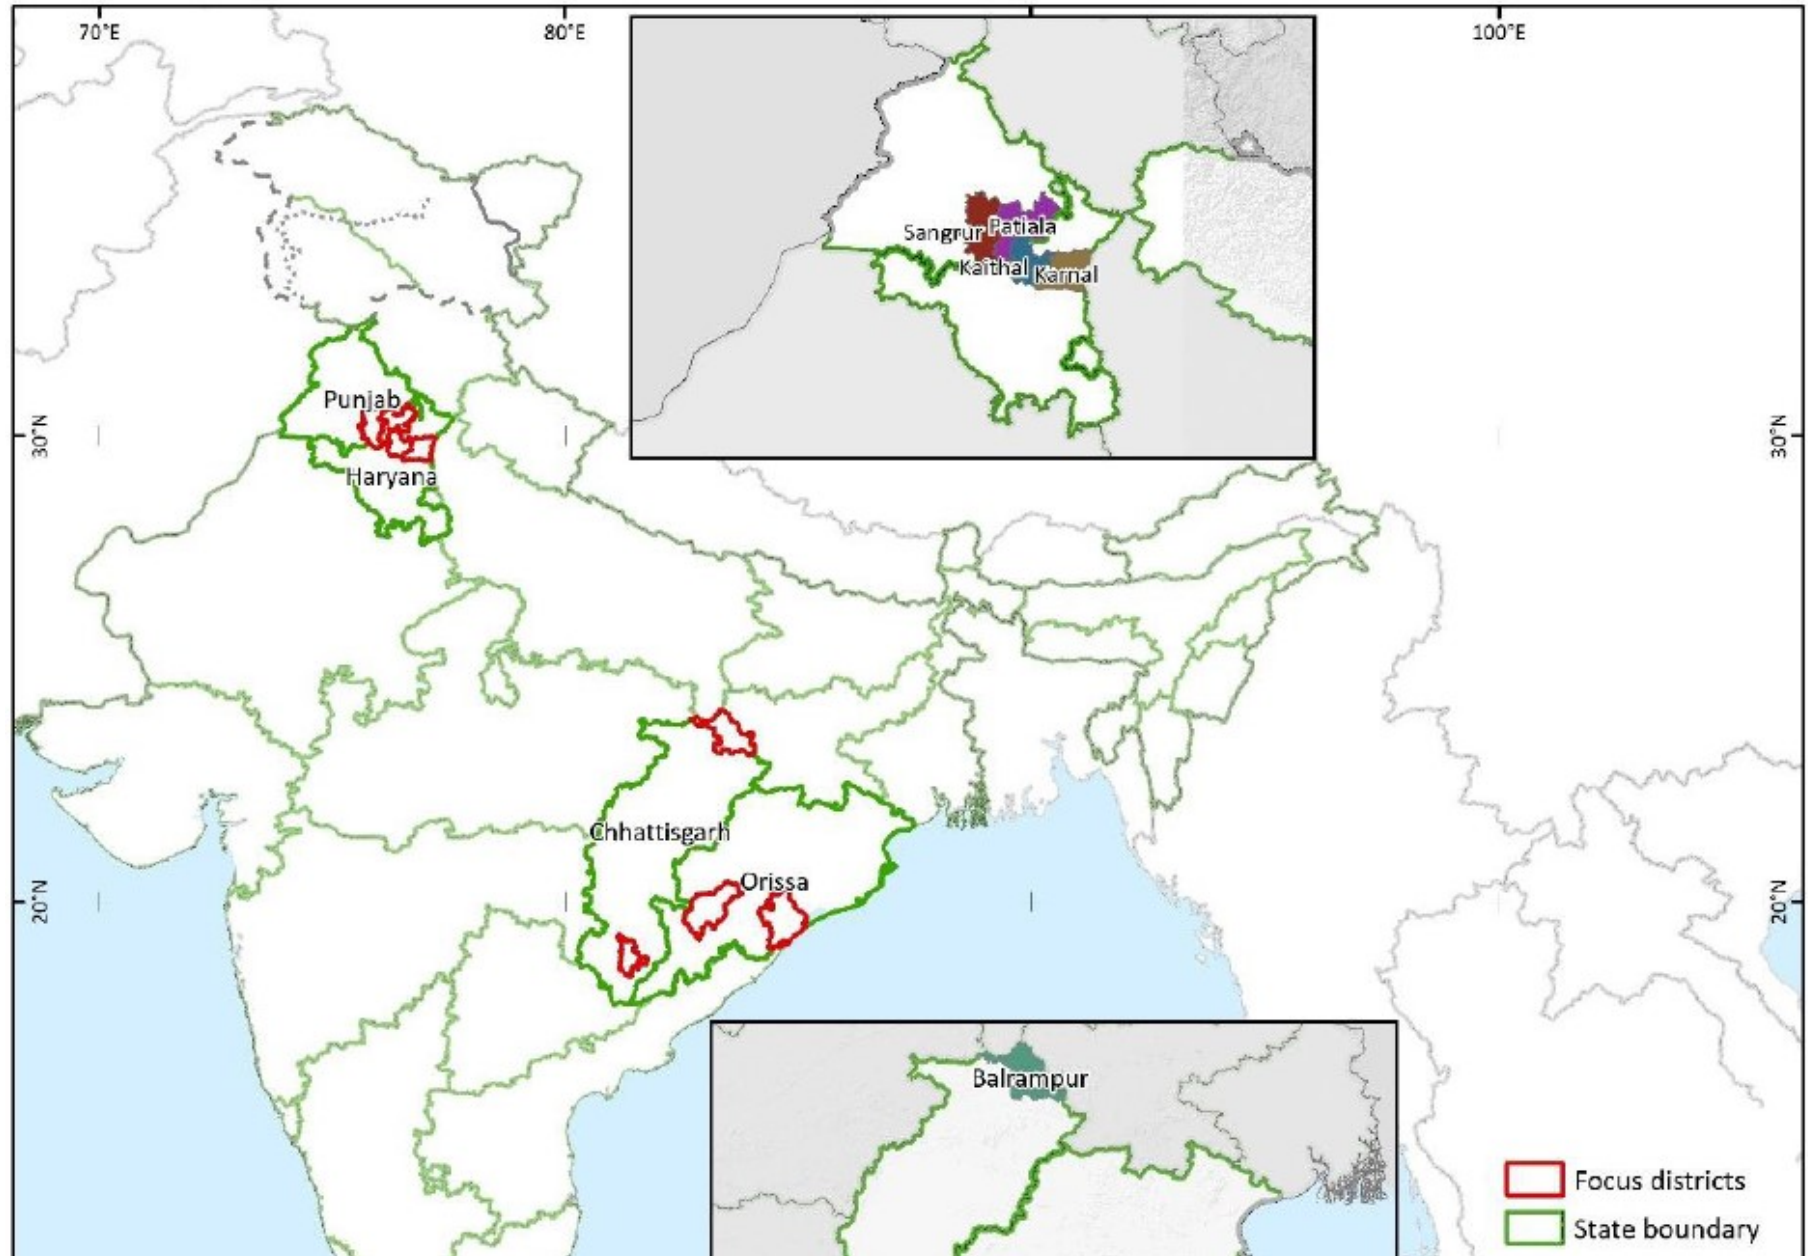 70°E
80°E
100°E
30°N
30°N
20°N
20°N
Sangrur
Patiala
Kaithal
Karnal
Punjab
Haryana
Chhattisgarh
Orissa
Balrampur
Focus districts
State boundary